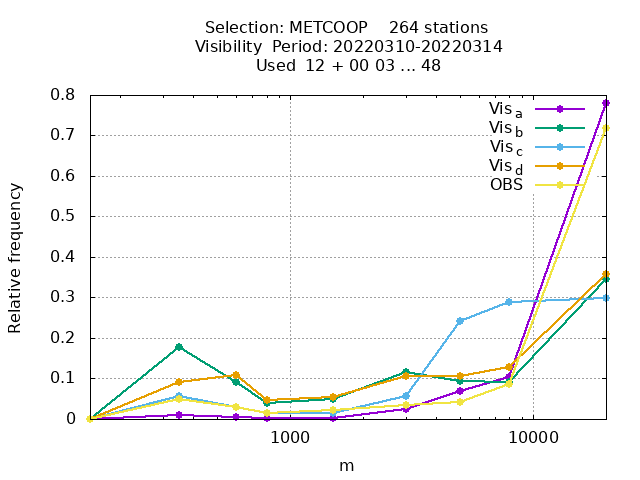 Selection: METCOOP 264 stations
Visibility Period: 20220310-20220314
Used 12 + 00 03 ... 48
Relative frequency
0.8
0.7
0.6
0.5
0.4
0.3
0.2
0.1
0
Vis a
Vis b
Vis c
Vis d
OBS
1000 10000
m